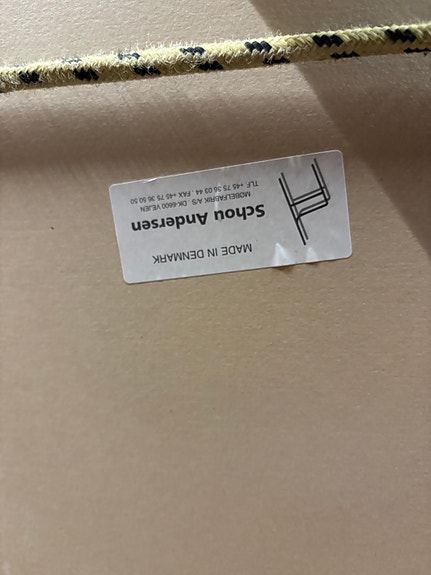 MADE IN DENMARK
Schou Andersen
MØBELFABRIK A/S . DK-6600 VEJEN
TLF. +45 75 36 03 44 . FAX +45 75 36 50 50